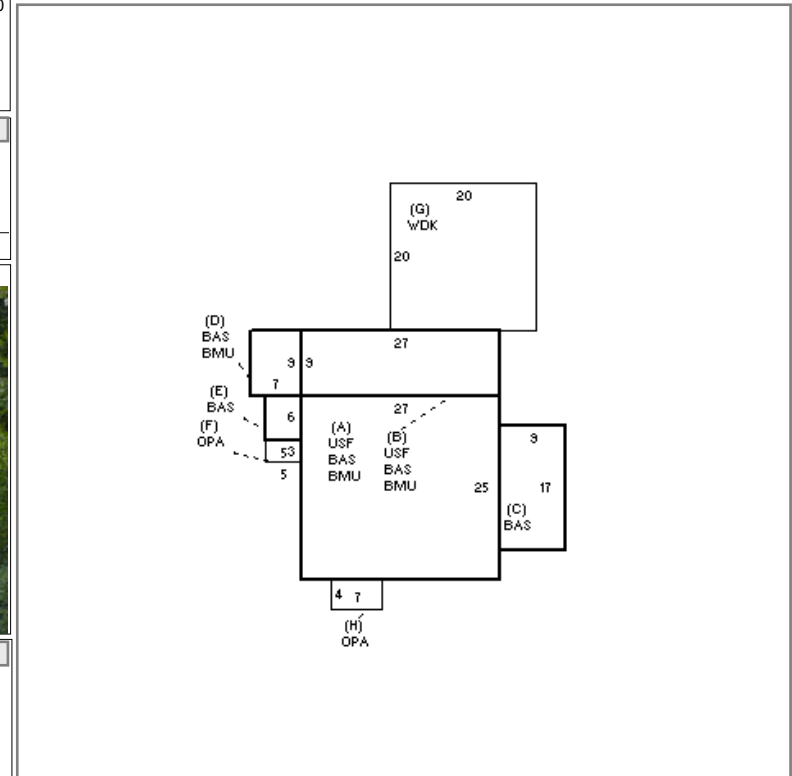 20
(G)
WDK
20
(D)
BAS
BMU
27
9 9
7
(E)
BAS
27
6
(F)
OPA
(A)
USF
BAS
BMU
(B)
USF
BAS
BMU
9
53
5
25
17
(C)
BAS
4 7
(H)
OPA